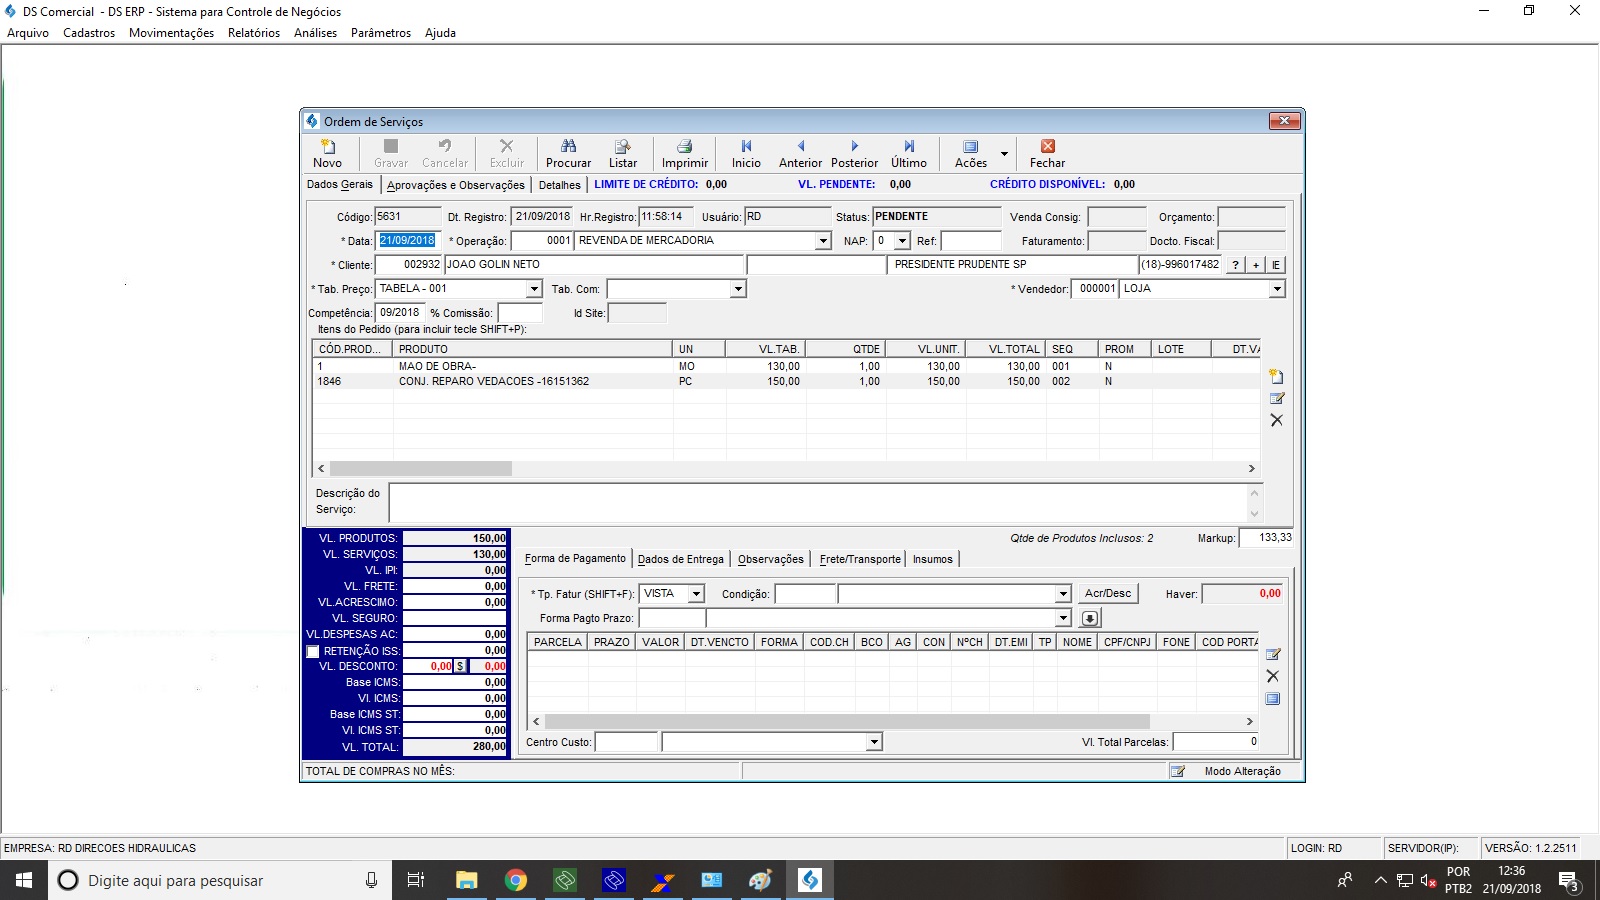 DS Comercial - DS ERP - Sistema para Controle de Negócios
Arquivo Cadastros Movimentações Relatórios Análises Parâmetros Ajuda
Ordem de Serviços
Novo Gravar Cancelar Excluir Procurar Listar Imprimir Inicio Anterior Posterior Último Acões Fechar
Dados Gerais Aprovações e Observações Detalhes LIMITE DE CRÉDITO: 0,00 VL. PENDENTE: 0,00 CRÉDITO DISPONÍVEL: 0,00
Código: 5631 Dt. Registro: 21/09/2018 Hr.Registro: 11:58:14 Usuário: RD Status: PENDENTE Venda Consig: Orçamento:
* Data: 21/09/2018 * Operação: 0001 REVENDA DE MERCADORIA NAP: 0 Ref: Faturamento: Docto. Fiscal:
* Cliente: 002932 JOAO GOLIN NETO PRESIDENTE PRUDENTE SP (18)-996017482 ? + IE
* Tab. Preço: TABELA - 001 Tab. Com: * Vendedor: 000001 LOJA
Competência: 09/2018 % Comissão: Id Site:
Itens do Pedido (para incluir tecle SHIFT+P):
CÓD.PROD... PRODUTO UN VL.TAB. QTDE VL.UNIT. VL.TOTAL SEQ PROM LOTE DT.VA
1 MAO DE OBRA- MO 130,00 1,00 130,00 130,00 001 N
1846 CONJ. REPARO VEDACOES -16151362 PC 150,00 1,00 150,00 150,00 002 N
Descrição do
Serviço:
Qtde de Produtos Inclusos: 2 Markup: 133,33
VL. PRODUTOS: 150,00
VL. SERVIÇOS: 130,00
VL. IPI: 0,00
VL. FRETE: 0,00
VL.ACRESCIMO: 0,00
VL. SEGURO:
VL.DESPESAS AC: 0,00
RETENÇÃO ISS: 0,00
VL. DESCONTO: 0,00 $ 0,00
Base ICMS: 0,00
Vl. ICMS: 0,00
Base ICMS ST: 0,00
Vl. ICMS ST: 0,00
VL. TOTAL: 280,00
Forma de Pagamento Dados de Entrega Observações Frete/Transporte Insumos
* Tp. Fatur (SHIFT+F): VISTA Condição: Acr/Desc Haver: 0,00
Forma Pagto Prazo:
PARCELA PRAZO VALOR DT.VENCTO FORMA COD.CH BCO AG CON NºCH DT.EMI TP NOME CPF/CNPJ FONE COD PORTA
Centro Custo: Vl. Total Parcelas: 0
TOTAL DE COMPRAS NO MÊS: Modo Alteração
EMPRESA: RD DIRECOES HIDRAULICAS LOGIN: RD SERVIDOR(IP): VERSÃO: 1.2.2511
Digite aqui para pesquisar
POR 12:36
PTB2 21/09/2018 3